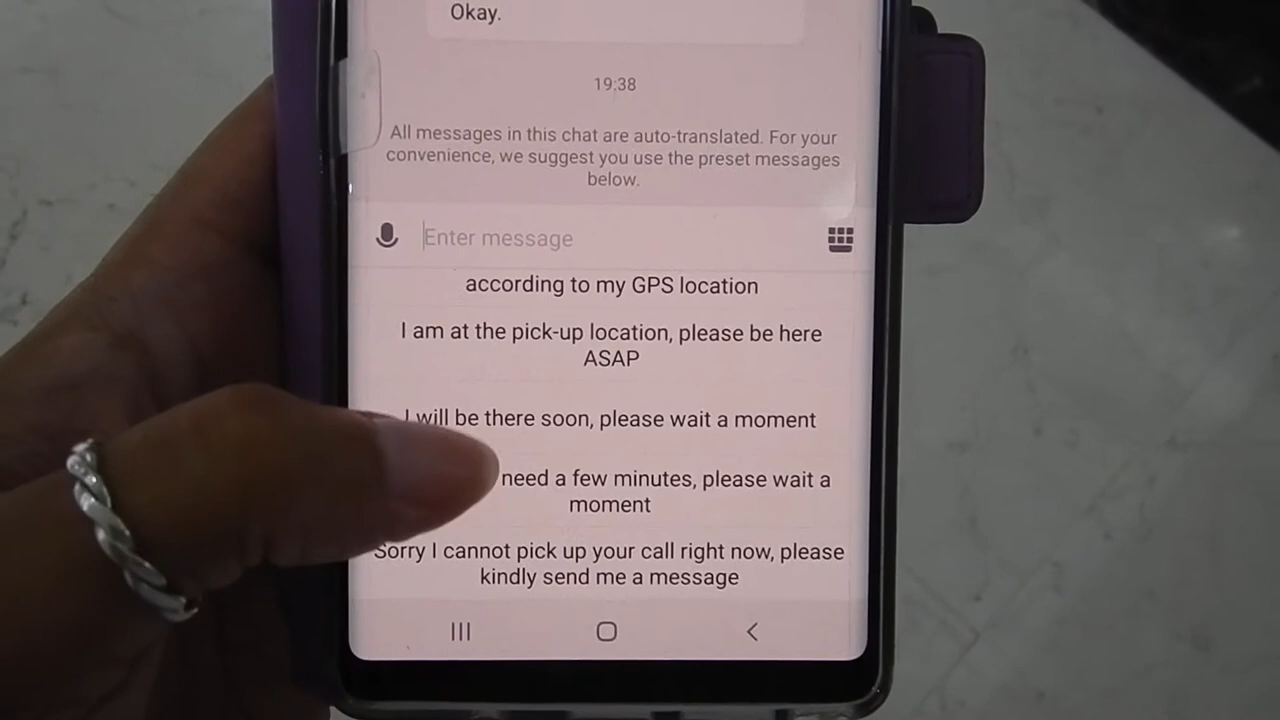 Okay.
19:38
All messages in this chat are auto-translated. For your
convenience, we suggest you use the preset messages
below.
Enter message
according to my GPS location
I am at the pick-up location, please be here
ASAP
I will be there soon, please wait a moment
need a few minutes, please wait a
moment
Sorry I cannot pick up your call right now, please
kindly send me a message